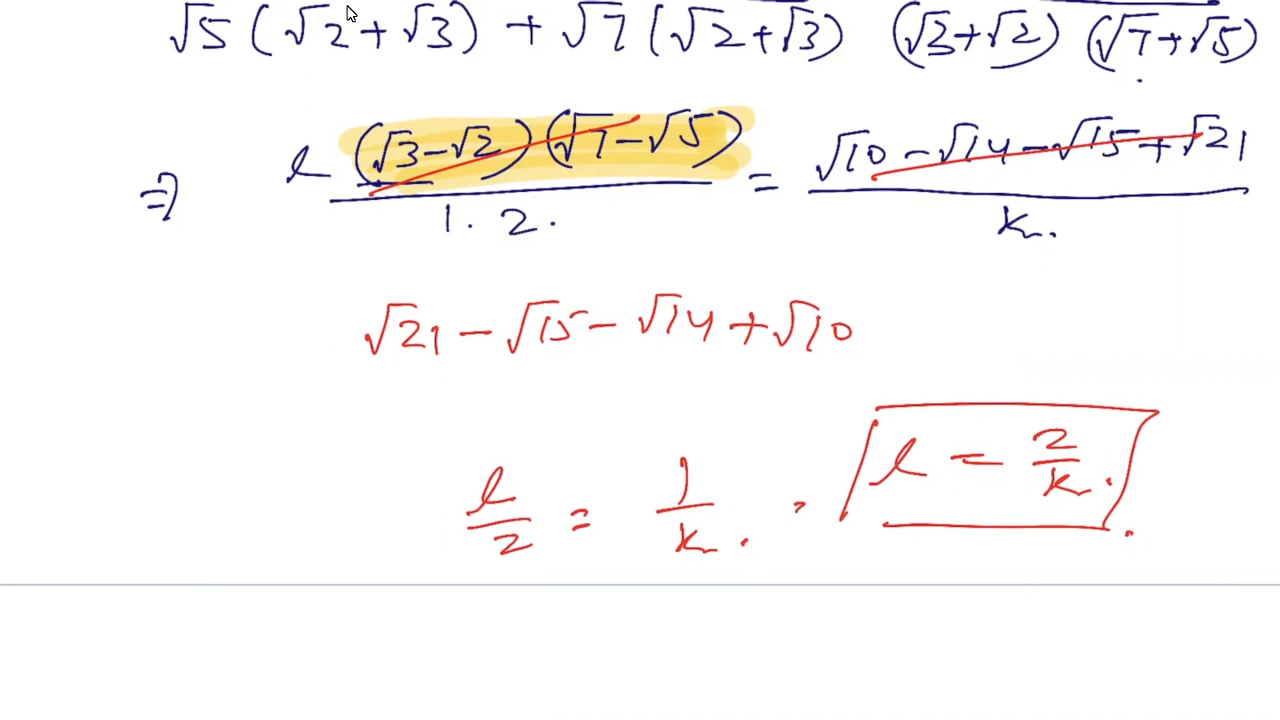 √5 (√2+√3) + √7 (√2+√3) (√3+√2) (√7+√5)
⇒ l (√3-√2) (√7-√5) / 1. 2. = √10 - √14 - √15 + √21 / k.
√21 - √15 - √14 + √10
l/2 = 1/k. , l = 2/k.